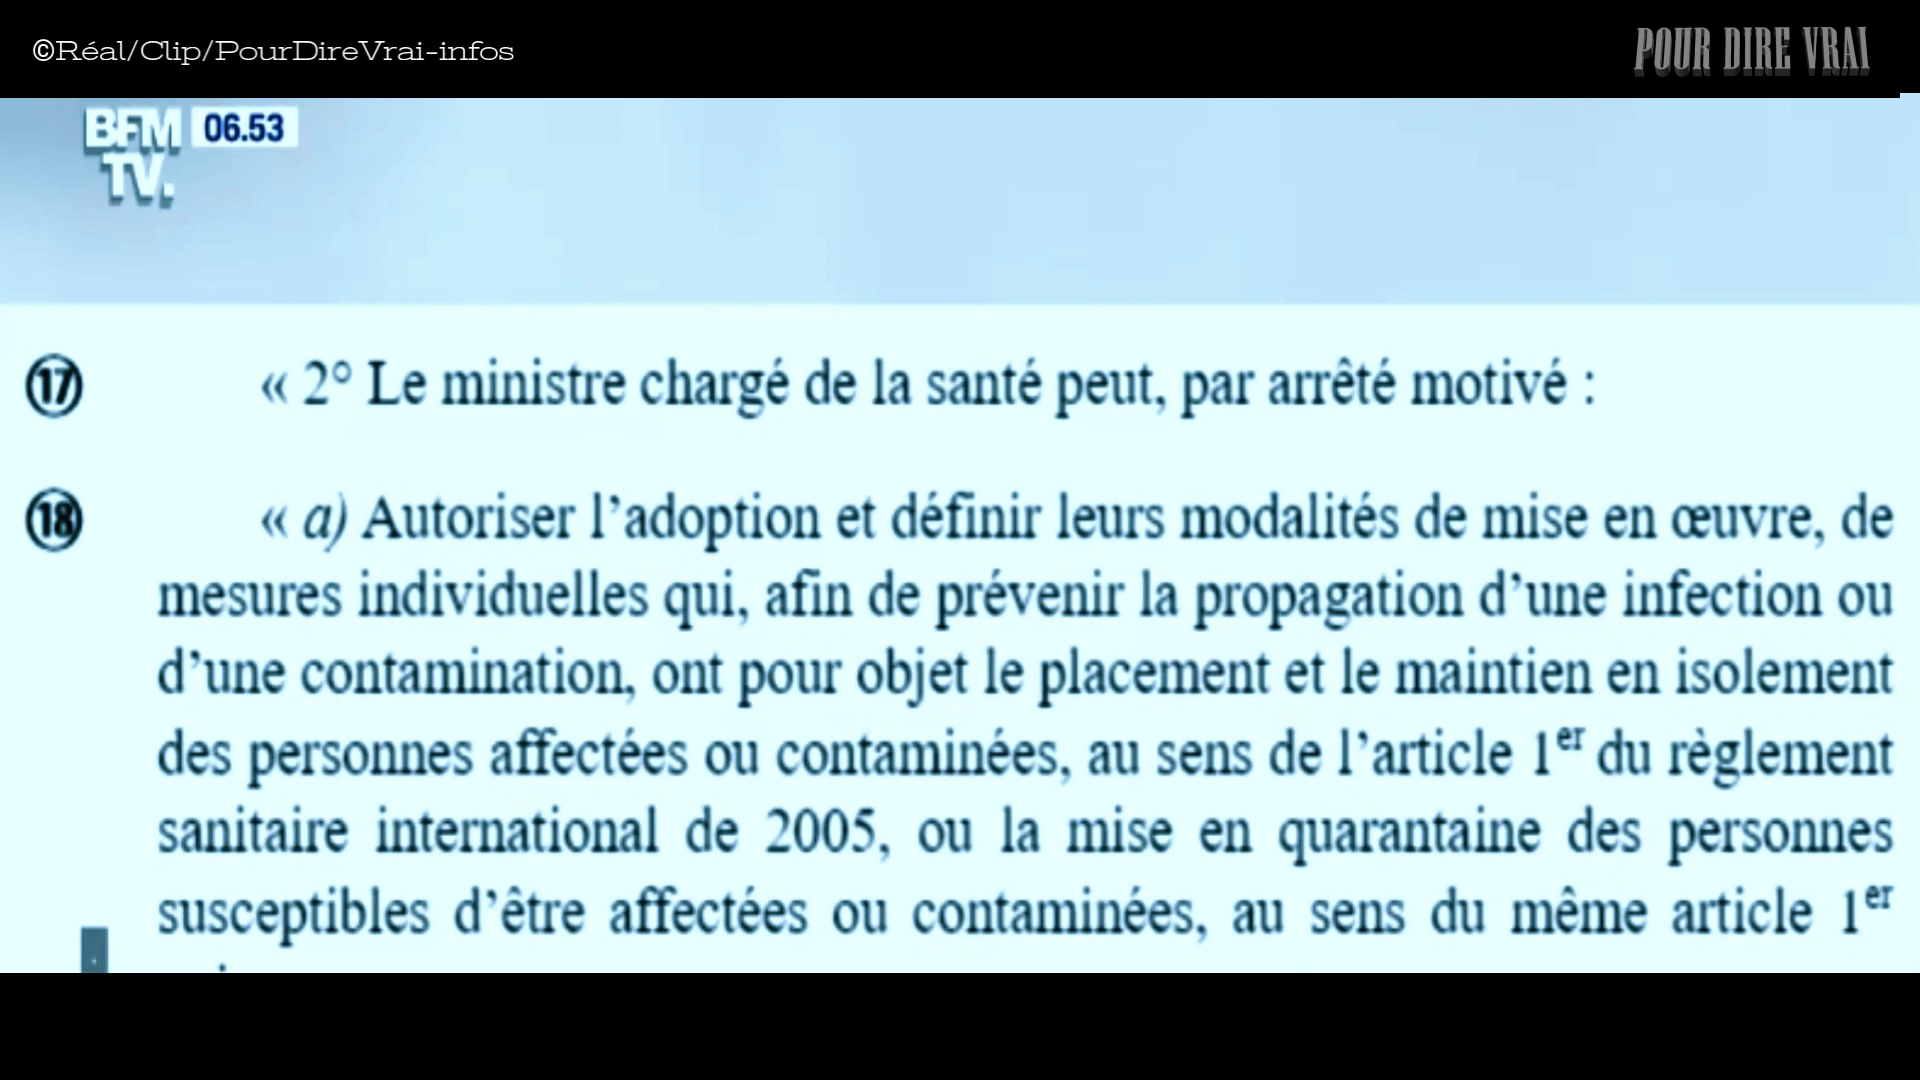 ©Réal/Clip/PourDireVrai-infos
POUR DIRE VRAI
BFM 06.53
TV.
17 « 2° Le ministre chargé de la santé peut, par arrêté motivé :
18 « a) Autoriser l’adoption et définir leurs modalités de mise en œuvre, de
mesures individuelles qui, afin de prévenir la propagation d’une infection ou
d’une contamination, ont pour objet le placement et le maintien en isolement
des personnes affectées ou contaminées, au sens de l’article 1er du règlement
sanitaire international de 2005, ou la mise en quarantaine des personnes
susceptibles d’être affectées ou contaminées, au sens du même article 1er